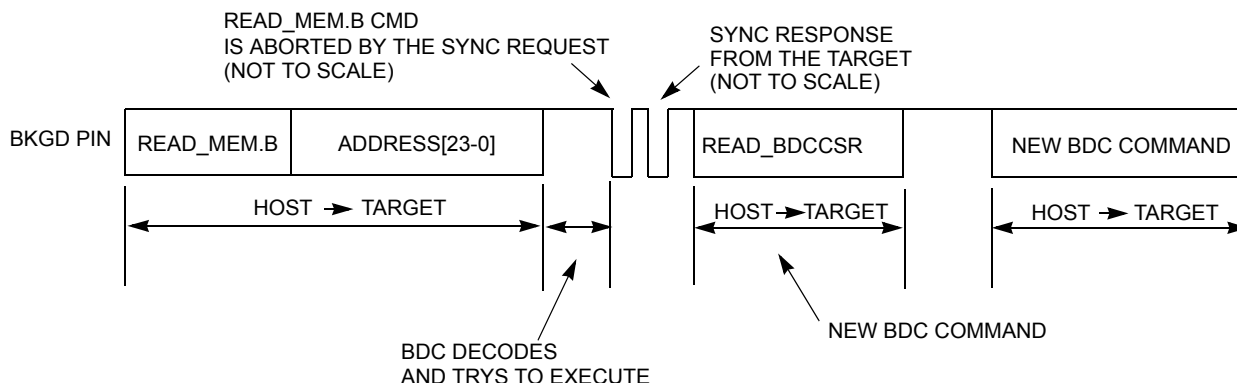 READ_MEM.B CMD
IS ABORTED BY THE SYNC REQUEST
(NOT TO SCALE)
SYNC RESPONSE
FROM THE TARGET
(NOT TO SCALE)
BKGD PIN
READ_MEM.B
ADDRESS[23-0]
READ_BDCCSR
NEW BDC COMMAND
HOST TARGET
HOST TARGET
HOST TARGET
NEW BDC COMMAND
BDC DECODES
AND TRYS TO EXECUTE